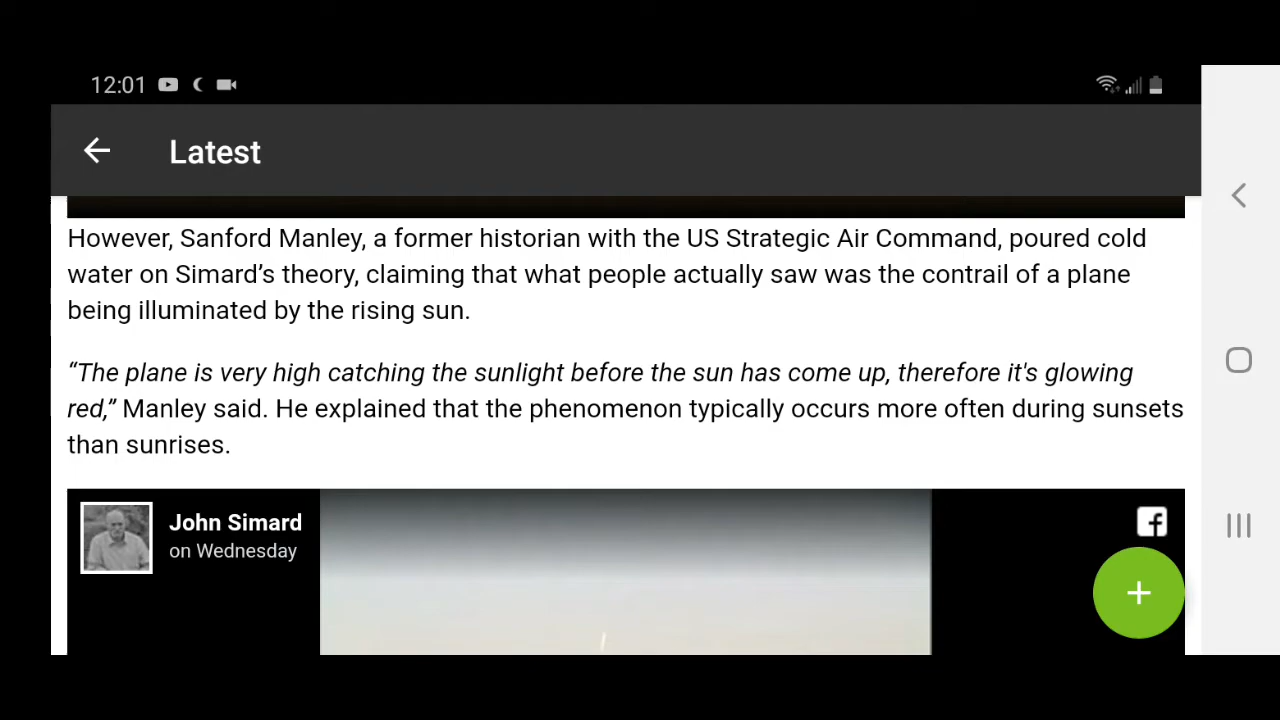 12:01
Latest
However, Sanford Manley, a former historian with the US Strategic Air Command, poured cold
water on Simard’s theory, claiming that what people actually saw was the contrail of a plane
being illuminated by the rising sun.
“The plane is very high catching the sunlight before the sun has come up, therefore it's glowing
red,” Manley said. He explained that the phenomenon typically occurs more often during sunsets
than sunrises.
John Simard
on Wednesday